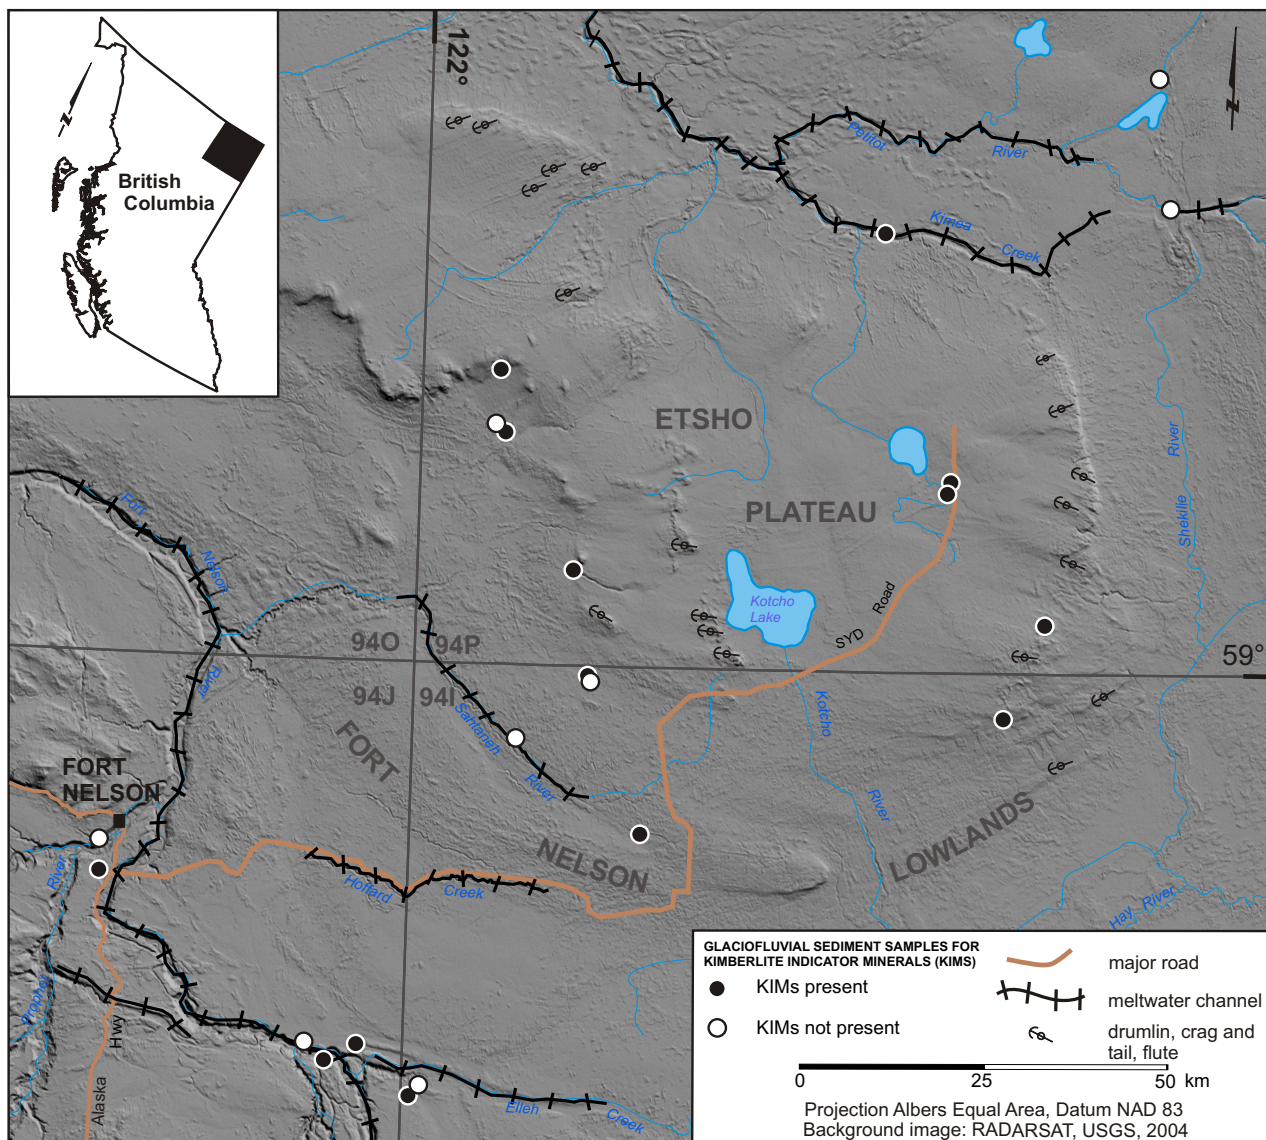 N
British
Columbia
122°
N
Petitot
River
Kimea
Creek
ETSHO
PLATEAU
River
Shekilie
Fort
Nelson
River
Kotcho
Lake
SYD
Road
94O
94P
94J
94I
59°
Sahtaneh
River
Kotcho
River
FORT
NELSON
LOWLANDS
FORT
NELSON
River
Prophet
Hoffard
Creek
Hay River
Alaska
Hwy
Elleh
Creek
GLACIOFLUVIAL SEDIMENT SAMPLES FOR
KIMBERLITE INDICATOR MINERALS (KIMS)
KIMs present
KIMs not present
major road
meltwater channel
drumlin, crag and
tail, flute
0 25 50 km
Projection Albers Equal Area, Datum NAD 83
Background image: RADARSAT, USGS, 2004